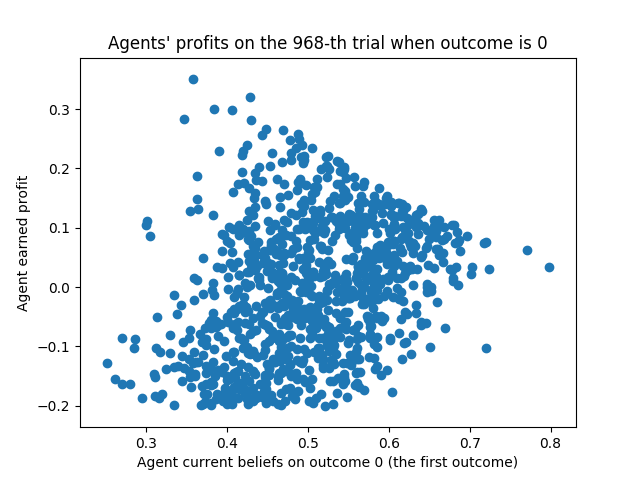 Agents' profits on the 968-th trial when outcome is 0
Agent earned profit
0.3
0.2
0.1
0.0
−0.1
−0.2
0.3 0.4 0.5 0.6 0.7 0.8
Agent current beliefs on outcome 0 (the first outcome)